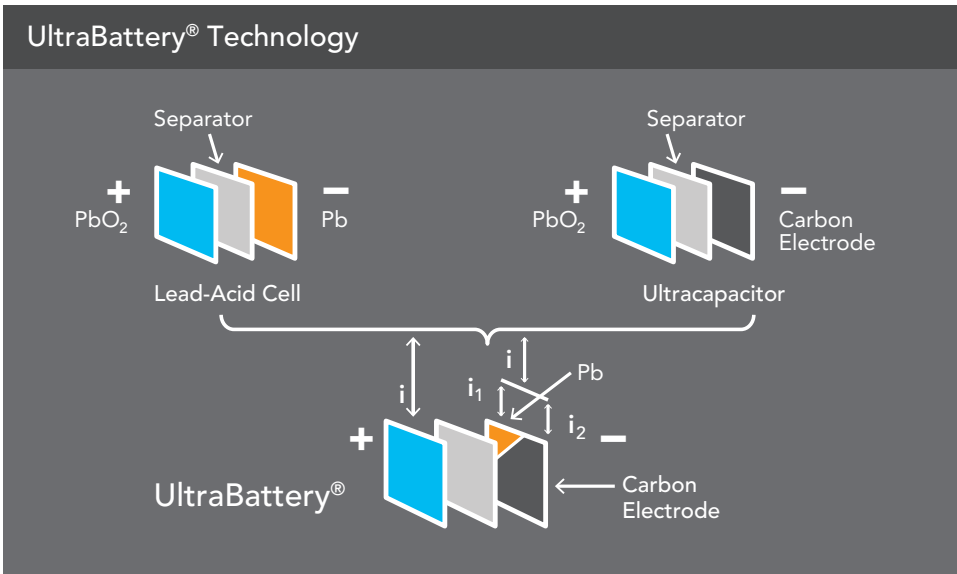 UltraBattery® Technology
Separator
+
−
PbO₂
Pb
Lead-Acid Cell
Separator
+
−
PbO₂
Carbon
Electrode
Ultracapacitor
i
i
Pb
i₁
i₂
+
−
UltraBattery®
Carbon
Electrode